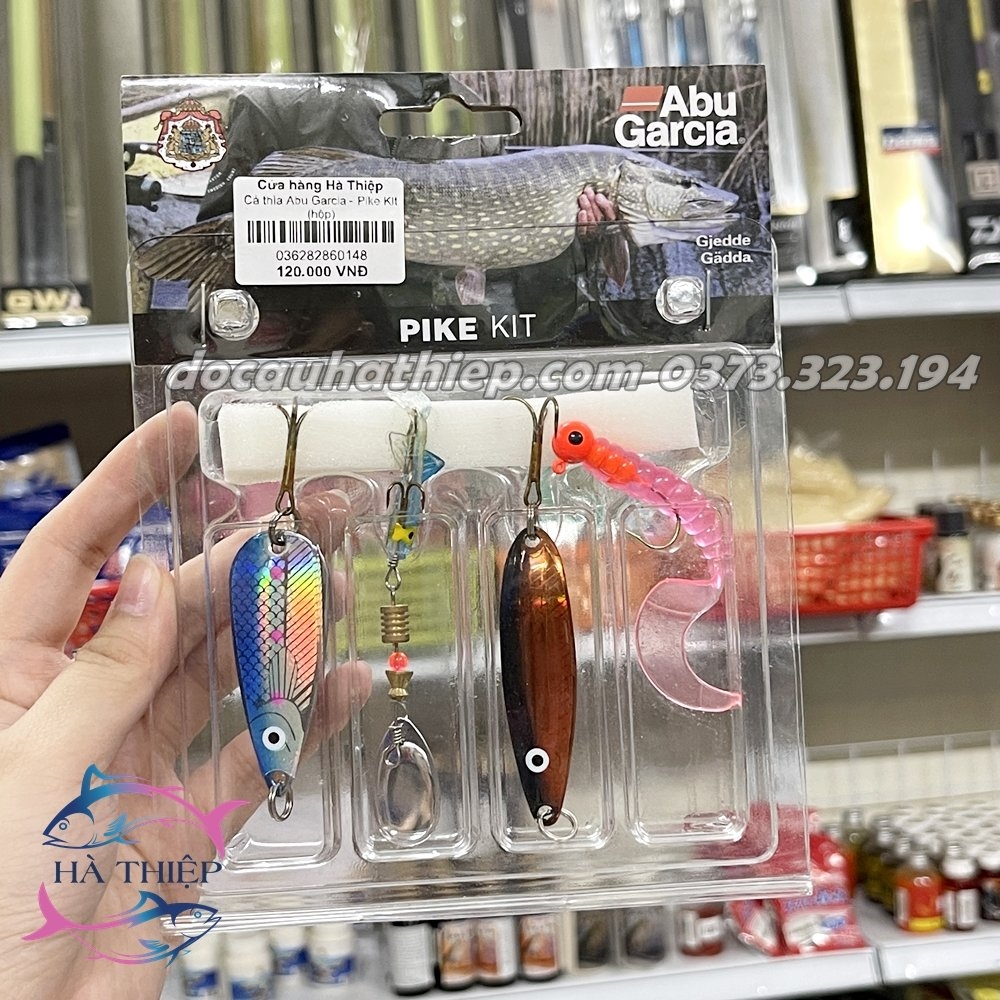 Abu
Garcia
Cửa hàng Hà Thiệp
Cá thìa Abu Garcia - Pike Kit
(hộp)
036282860148
120.000 VNĐ
Gjedde
Gädda
PIKE KIT
docauhathiep.com 0373.323.194
GW
HÀ THIỆP